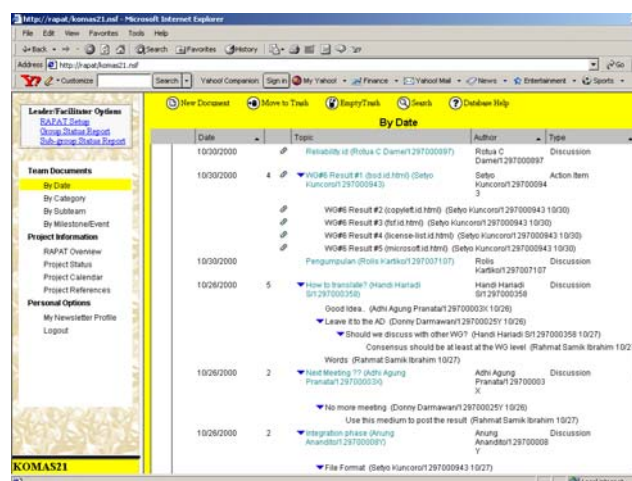 http://rapat/komas21.nsf - Microsoft Internet Explorer
File Edit View Favorites Tools Help
Back Search Favorites History
Address http://rapat/komas21.nsf Go
Y! Customize Search Yahoo! Companion Sign in My Yahoo! Finance Yahoo! Mail News Entertainment Sports
New Document Move to Trash EmptyTrash Search Database Help
By Date
Leader/Facilitator Options
RAPAT Setup
Group Status Report
Sub-group Status Report
Team Documents
By Date
By Category
By Subteam
By Milestone/Event
Project Information
RAPAT Overview
Project Status
Project Calendar
Project References
Personal Options
My Newsletter Profile
Logout
KOMAS21
Date Topic Author Type
10/30/2000 Reliability.id (Rotua C Damei/1297000897) Rotua C Damei/1297000897 Discussion
10/30/2000 4 WG#6 Result #1 (bsd.id.html) (Setyo Kuncoro/1297000943) Setyo Kuncoro/1297000943 Action Item
WG#6 Result #2 (copyleft.id.html) (Setyo Kuncoro/1297000943 10/30)
WG#6 Result #3 (fsf.id.html) (Setyo Kuncoro/1297000943 10/30)
WG#6 Result #4 (license-list.id.html) (Setyo Kuncoro/1297000943 10/30)
WG#6 Result #5 (microsoft.id.html) (Setyo Kuncoro/1297000943 10/30)
10/30/2000 Pengumpulan (Rolis Kartiko/1297007107) Rolis Kartiko/1297007107 Discussion
10/26/2000 5 How to translate? (Handi Hariadi S/1297000358) Handi Hariadi S/1297000358 Discussion
Good Idea.. (Adhi Agung Pranata/129700003X 10/26)
Leave it to the AD (Donny Darmawan/129700025Y 10/26)
Should we discuss with other WG? (Handi Hariadi S/1297000358 10/27)
Consensus should be at least at the WG level (Rahmat Samik Ibrahim 10/2
Words (Rahmat Samik Ibrahim 10/27)
10/26/2000 2 Next Meeting ?? (Adhi Agung Pranata/129700003X) Adhi Agung Pranata/129700003X Discussion
No more meeting (Donny Darmawan/129700025Y 10/26)
Use this medium to post the result (Rahmat Samik Ibrahim 10/27)
10/26/2000 2 Integration phase (Anung Anandito/129700008Y) Anung Anandito/129700008Y Discussion
File Format (Setyo Kuncoro/1297000943 10/27)